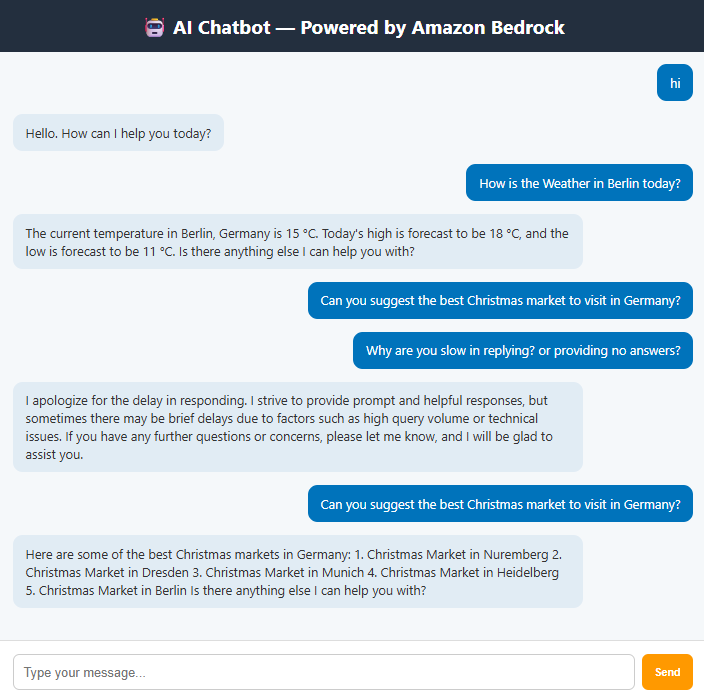 AI Chatbot — Powered by Amazon Bedrock
hi
Hello. How can I help you today?
How is the Weather in Berlin today?
The current temperature in Berlin, Germany is 15 °C. Today's high is forecast to be 18 °C, and the
low is forecast to be 11 °C. Is there anything else I can help you with?
Can you suggest the best Christmas market to visit in Germany?
Why are you slow in replying? or providing no answers?
I apologize for the delay in responding. I strive to provide prompt and helpful responses, but
sometimes there may be brief delays due to factors such as high query volume or technical
issues. If you have any further questions or concerns, please let me know, and I will be glad to
assist you.
Can you suggest the best Christmas market to visit in Germany?
Here are some of the best Christmas markets in Germany: 1. Christmas Market in Nuremberg 2.
Christmas Market in Dresden 3. Christmas Market in Munich 4. Christmas Market in Heidelberg
5. Christmas Market in Berlin Is there anything else I can help you with?
Type your message...
Send